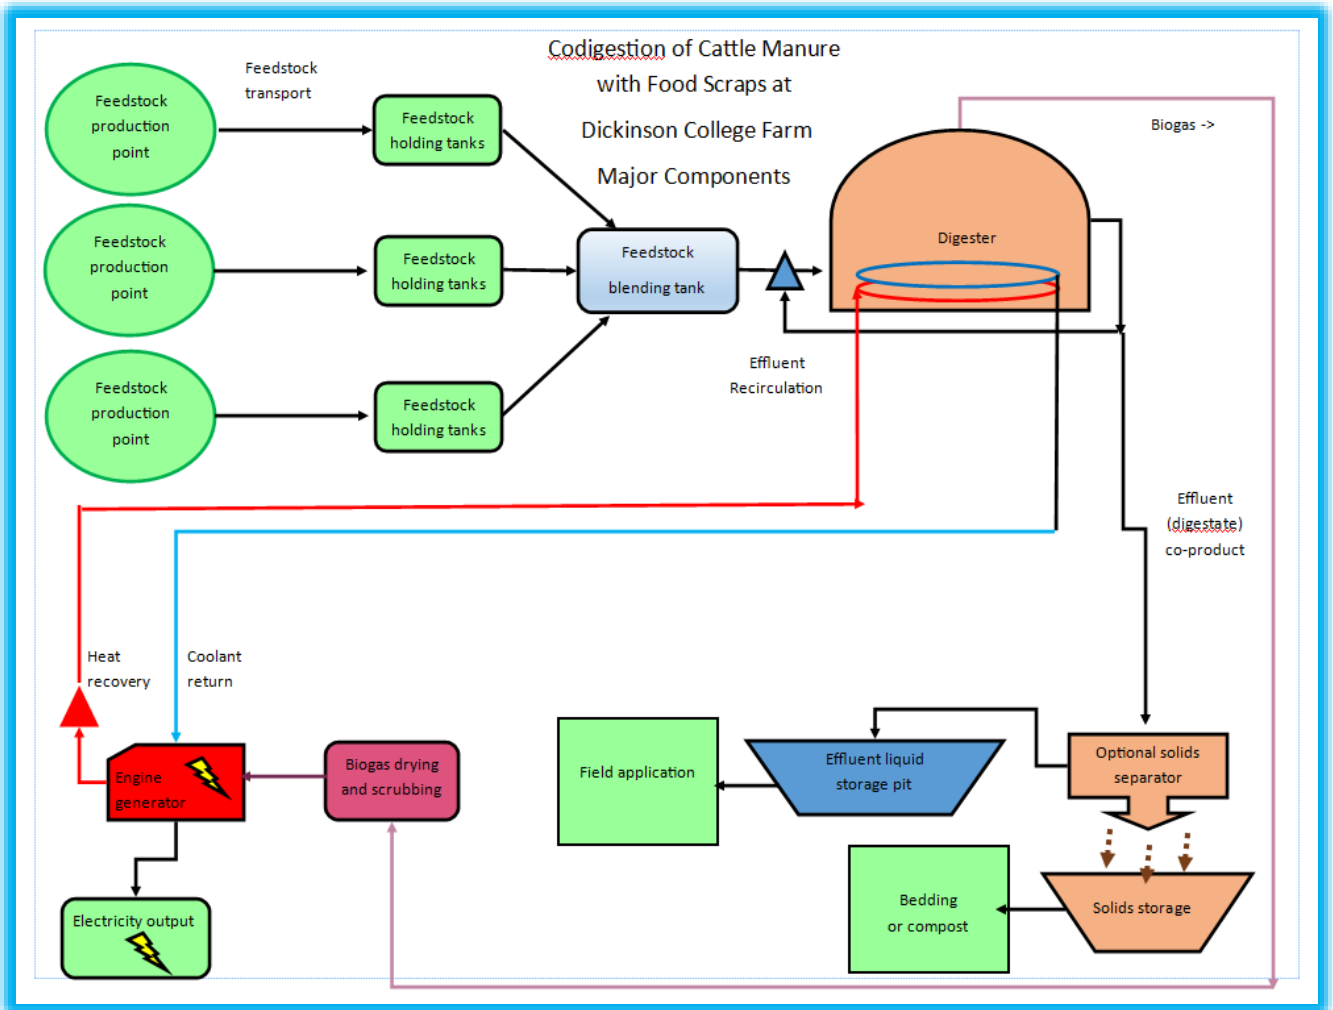 Codigestion of Cattle Manure
with Food Scraps at
Dickinson College Farm
Major Components
Feedstock
production
point
Feedstock
transport
Feedstock
holding tanks
Feedstock
production
point
Feedstock
holding tanks
Feedstock
production
point
Feedstock
holding tanks
Feedstock
blending tank
Digester
Biogas ->
Effluent
Recirculation
Effluent
(digestate)
co-product
Heat
recovery
Coolant
return
Engine
generator
Biogas drying
and scrubbing
Electricity output
Field application
Effluent liquid
storage pit
Optional solids
separator
Bedding
or compost
Solids storage